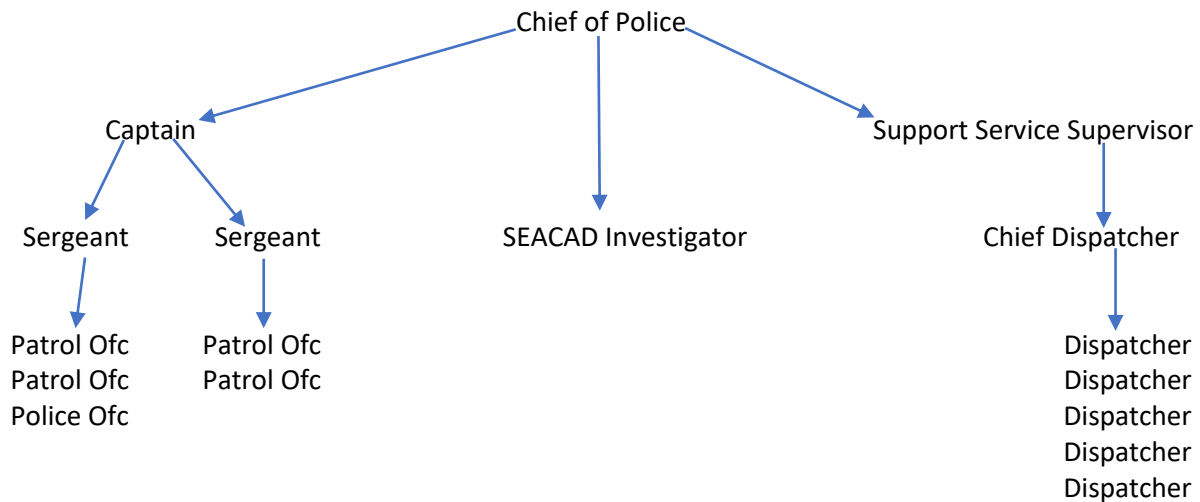 Chief of Police
Captain
Support Service Supervisor
Sergeant
Sergeant
SEACAD Investigator
Chief Dispatcher
Patrol Ofc
Patrol Ofc
Police Ofc
Patrol Ofc
Patrol Ofc
Dispatcher
Dispatcher
Dispatcher
Dispatcher
Dispatcher